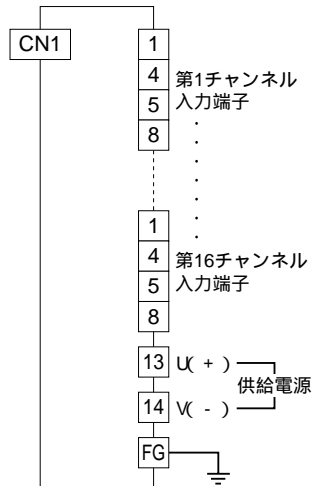 CN1
1
4
5
8
第1チャンネル
入力端子
1
4
5
8
第16チャンネル
入力端子
13 U( + )
供給電源
14 V( - )
FG